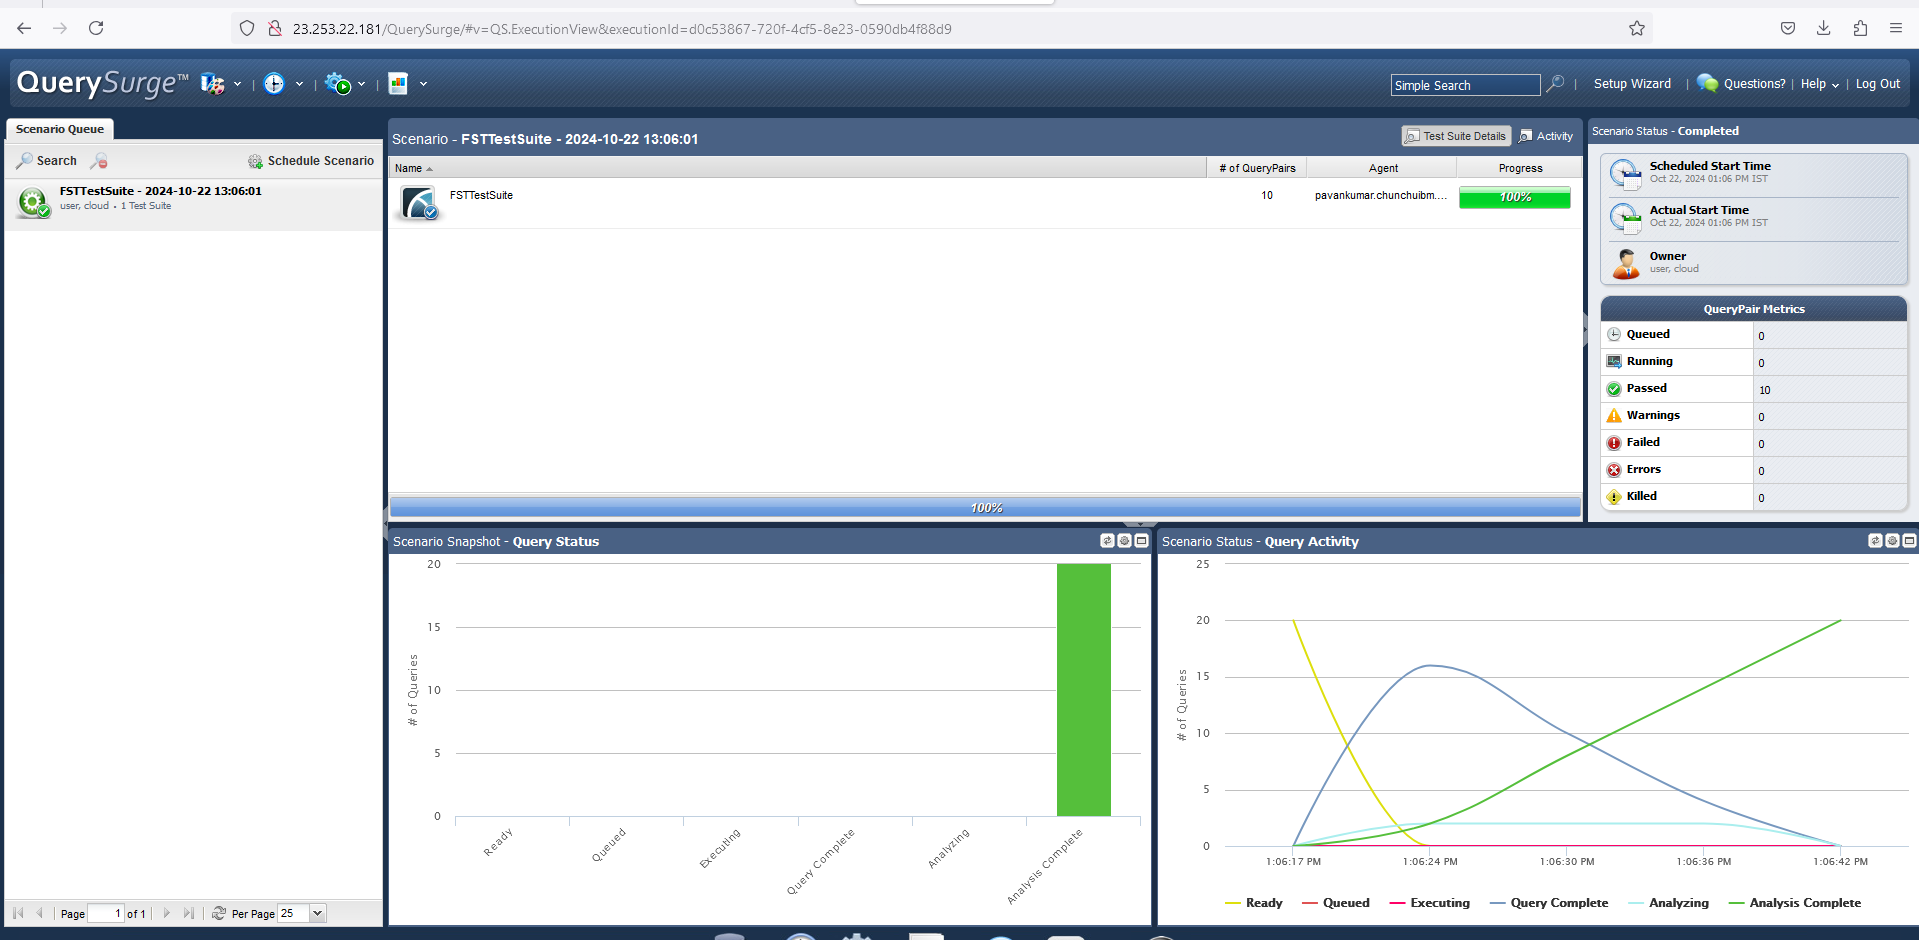 23.253.22.181/QuerySurge/#v=QS.ExecutionView&executionId=d0c53867-720f-4cf5-8e23-0590db4f88d9
QuerySurge™
Simple Search
Setup Wizard
Questions?
Help
Log Out
Scenario Queue
Search
Schedule Scenario
FSTTestSuite - 2024-10-22 13:06:01
user, cloud • 1 Test Suite
Page 1 of 1
Per Page 25
Scenario - FSTTestSuite - 2024-10-22 13:06:01
Test Suite Details
Activity
Name # of QueryPairs Agent Progress
FSTTestSuite 10 pavankumar.chunchuibm.... 100%
100%
Scenario Status - Completed
Scheduled Start Time
Oct 22, 2024 01:06 PM IST
Actual Start Time
Oct 22, 2024 01:06 PM IST
Owner
user, cloud
QueryPair Metrics
Queued 0
Running 0
Passed 10
Warnings 0
Failed 0
Errors 0
Killed 0
Scenario Snapshot - Query Status
# of Queries
20
15
10
5
0
Ready
Queued
Executing
Query Complete
Analyzing
Analysis Complete
Scenario Status - Query Activity
# of Queries
25
20
15
10
5
0
1:06:17 PM 1:06:24 PM 1:06:30 PM 1:06:36 PM 1:06:42 PM
Ready Queued Executing Query Complete Analyzing Analysis Complete